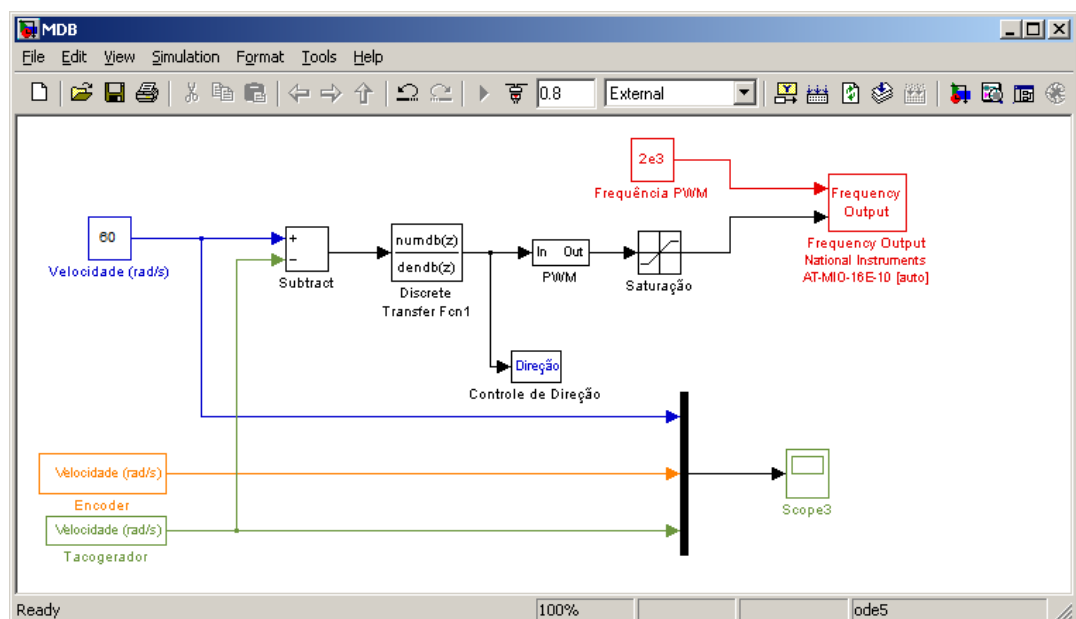 MDB
File Edit View Simulation Format Tools Help
0.8 External
2e3
Frequência PWM
Frequency
Output
Frequency Output
National Instruments
AT-MIO-16E-10 [auto]
60
Velocidade (rad/s)
+
−
Subtract
numdb(z)
dendb(z)
Discrete
Transfer Fcn1
In Out
PWM
Saturação
Direção
Controle de Direção
Velocidade (rad/s)
Encoder
Velocidade (rad/s)
Tacogerador
Scope3
Ready 100% ode5